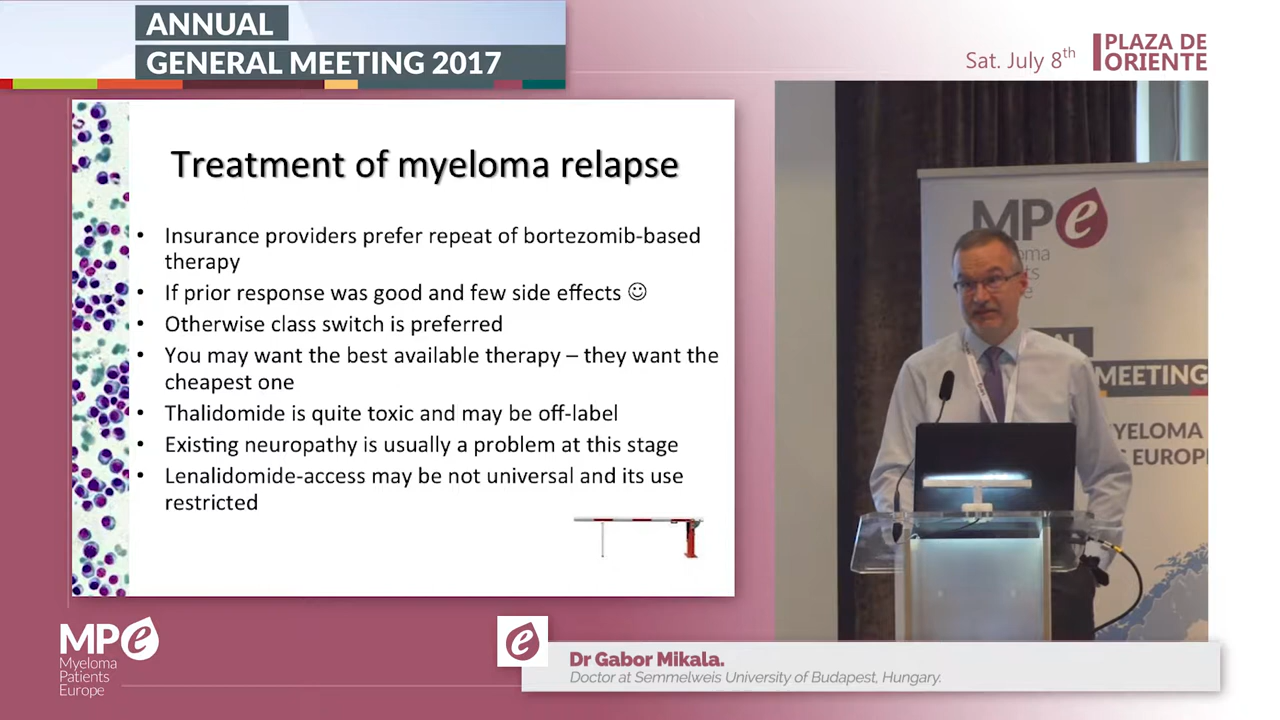 ANNUAL
GENERAL MEETING 2017
Sat. July 8th
PLAZA DE
ORIENTE
Treatment of myeloma relapse
• Insurance providers prefer repeat of bortezomib-based
therapy
• If prior response was good and few side effects ☺
• Otherwise class switch is preferred
• You may want the best available therapy – they want the
cheapest one
• Thalidomide is quite toxic and may be off-label
• Existing neuropathy is usually a problem at this stage
• Lenalidomide-access may be not universal and its use
restricted
MPe
MEETING
YELOMA
EUROP
MPe
Myeloma
Patients
Europe
e
Dr Gabor Mikala.
Doctor at Semmelweis University of Budapest, Hungary.